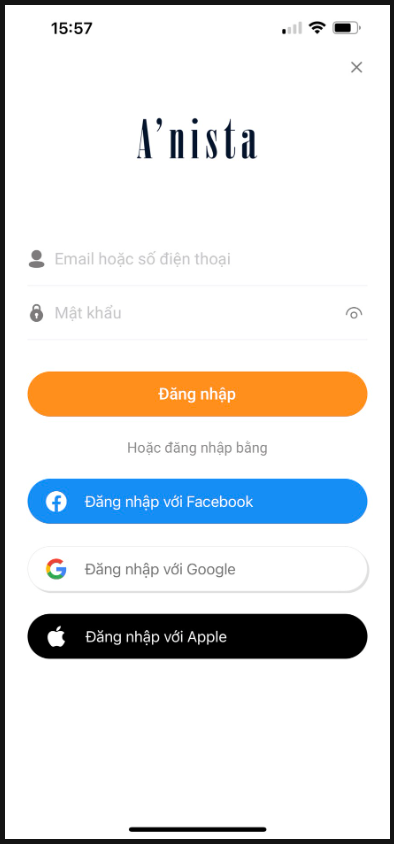 15:57
A'nista
Email hoặc số điện thoại
Mật khẩu
Đăng nhập
Hoặc đăng nhập bằng
Đăng nhập với Facebook
Đăng nhập với Google
Đăng nhập với Apple